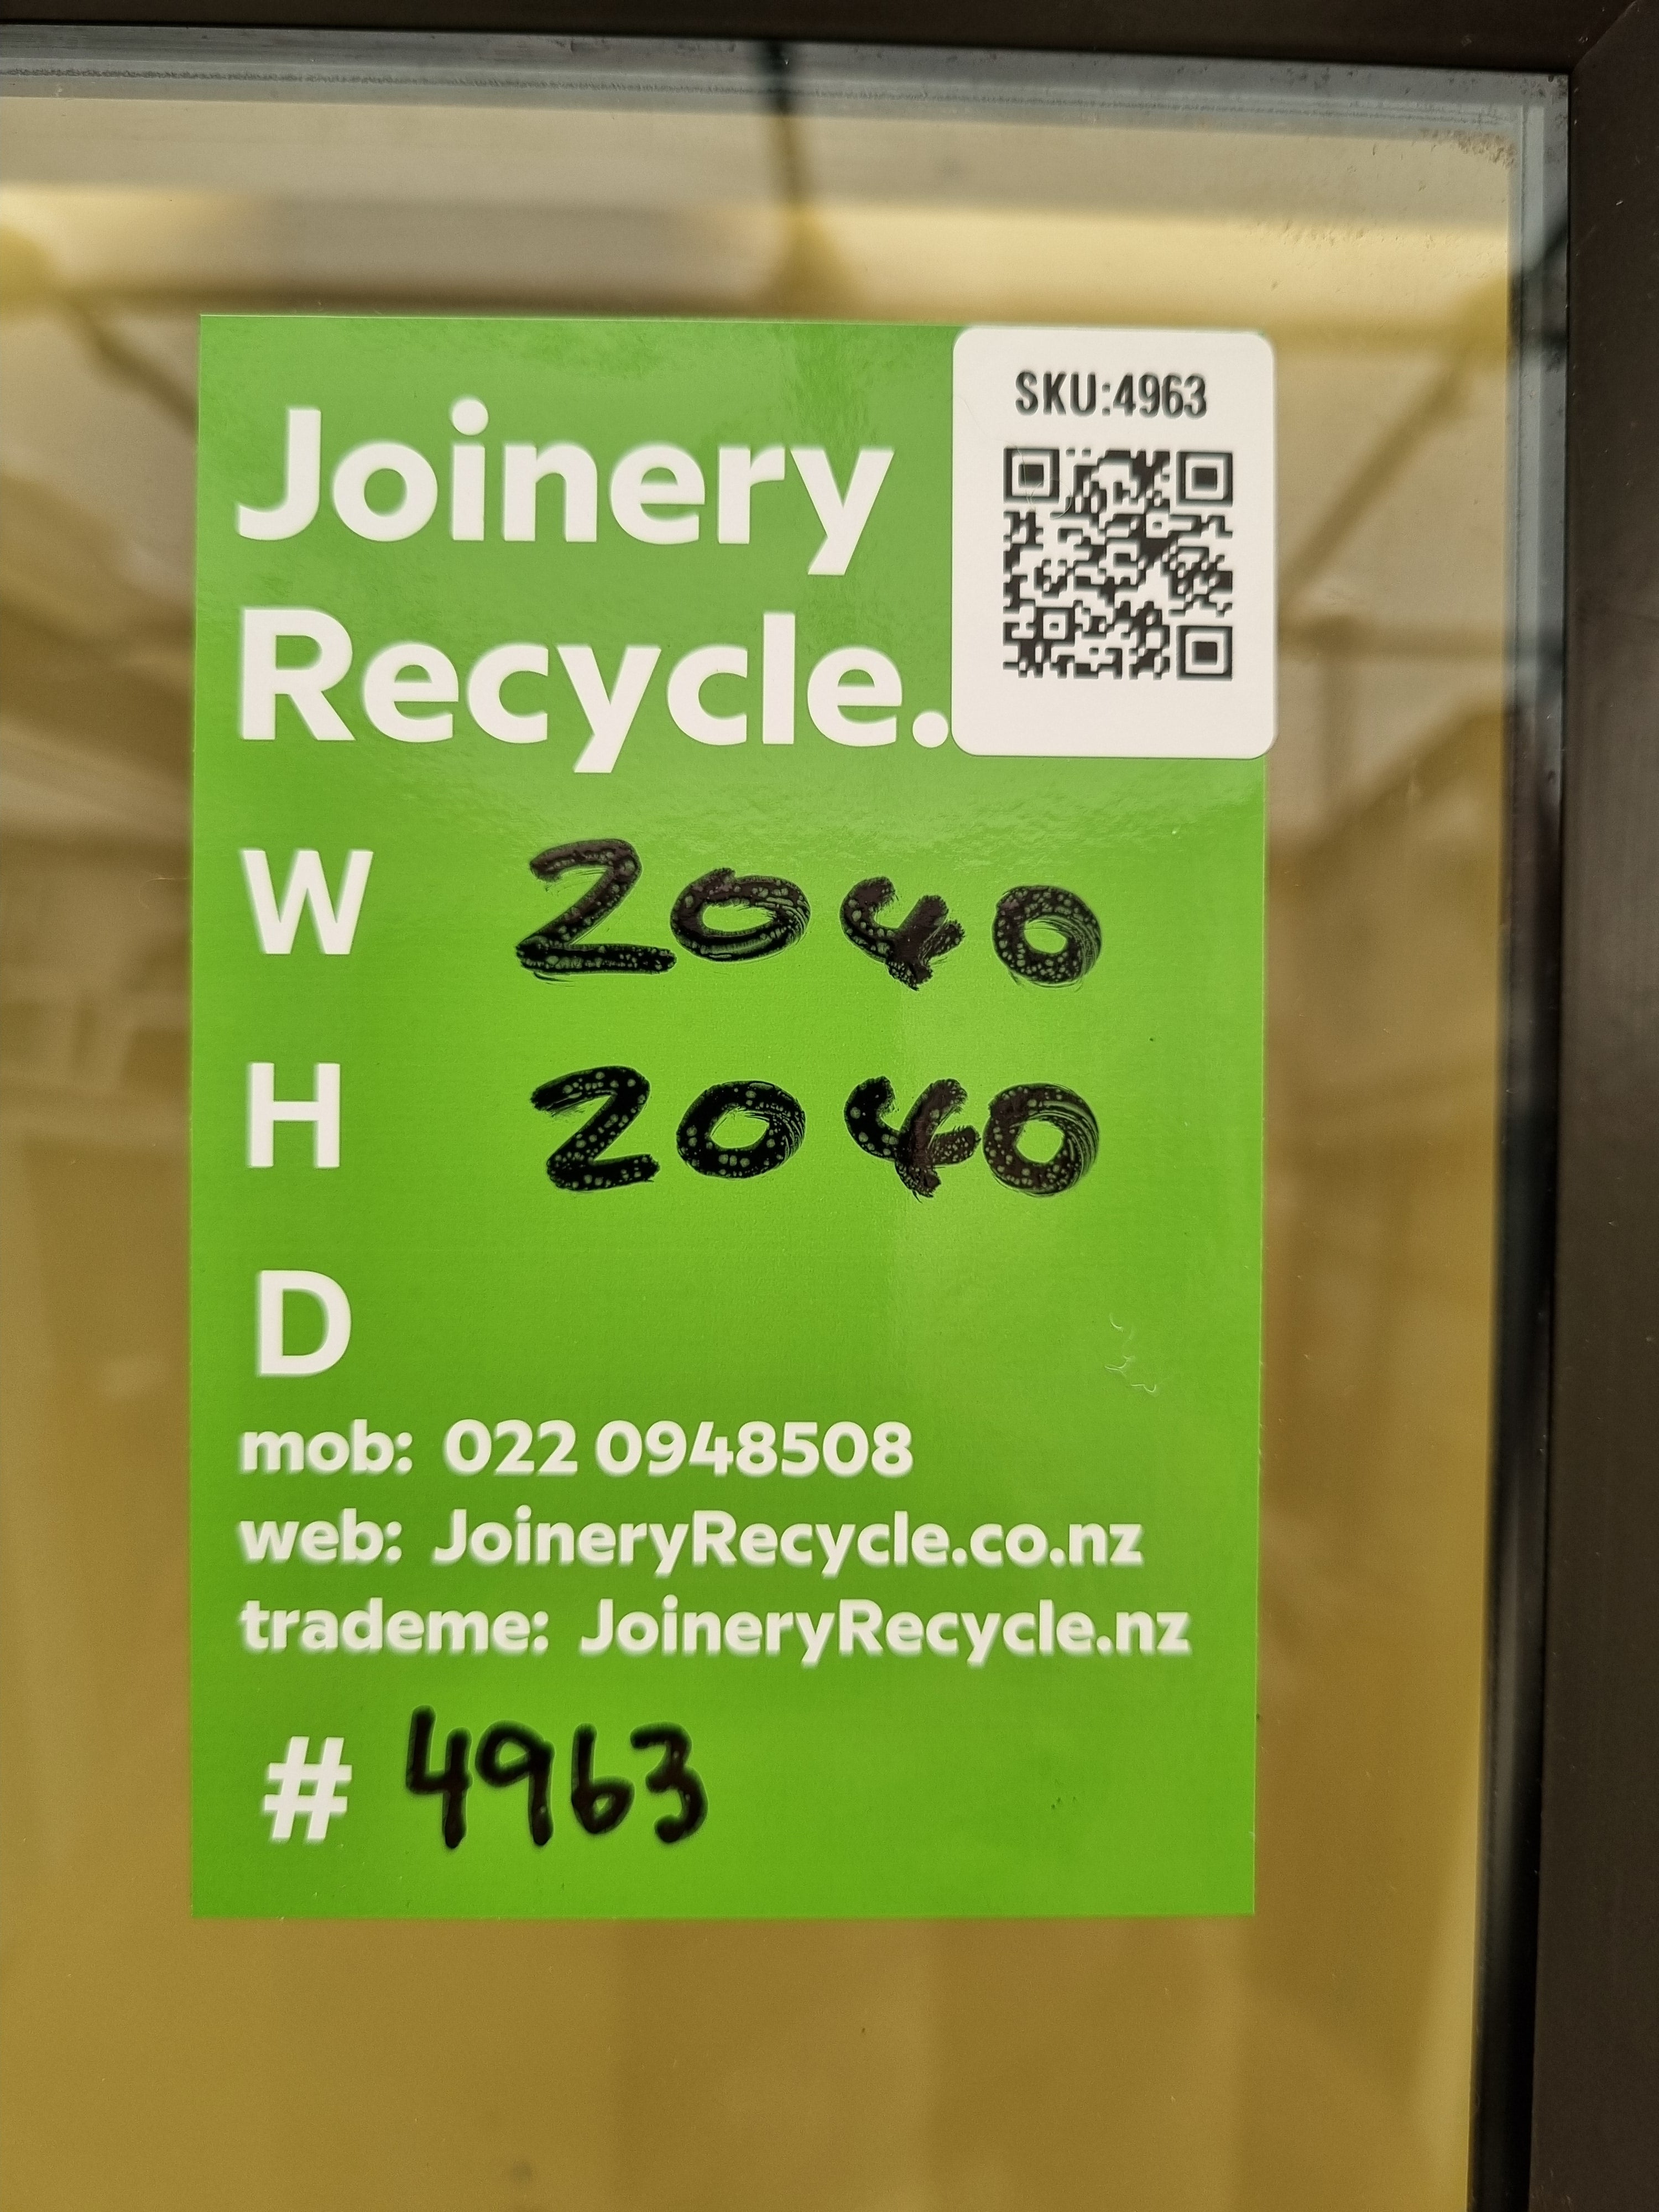 SKU:4963
Joinery
Recycle.
W 2040
H 2040
D
mob: 022 0948508
web: JoineryRecycle.co.nz
trademe: JoineryRecycle.nz
# 4963